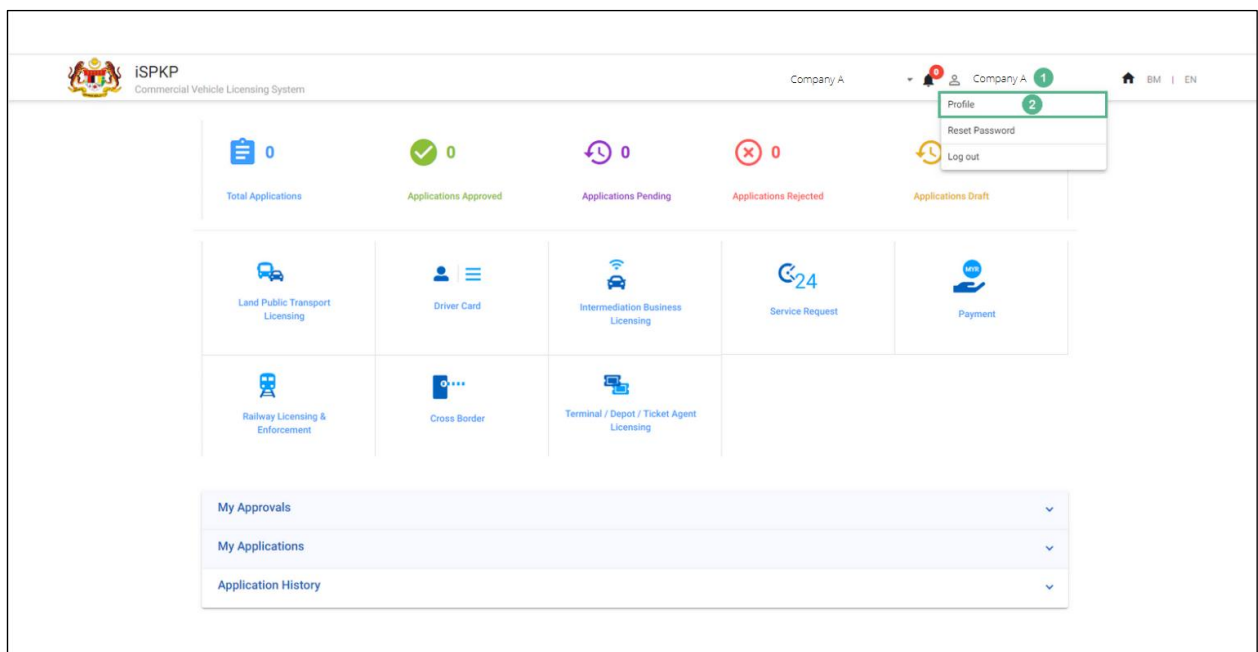 iSPKP
Commercial Vehicle Licensing System
Company A
0
Company A 1
BM | EN
Profile 2
Reset Password
Log out
0
Total Applications
0
Applications Approved
0
Applications Pending
0
Applications Rejected
Applications Draft
Land Public Transport
Licensing
Driver Card
Intermediation Business
Licensing
24
Service Request
MYR
Payment
Railway Licensing &
Enforcement
Cross Border
Terminal / Depot / Ticket Agent
Licensing
My Approvals
My Applications
Application History